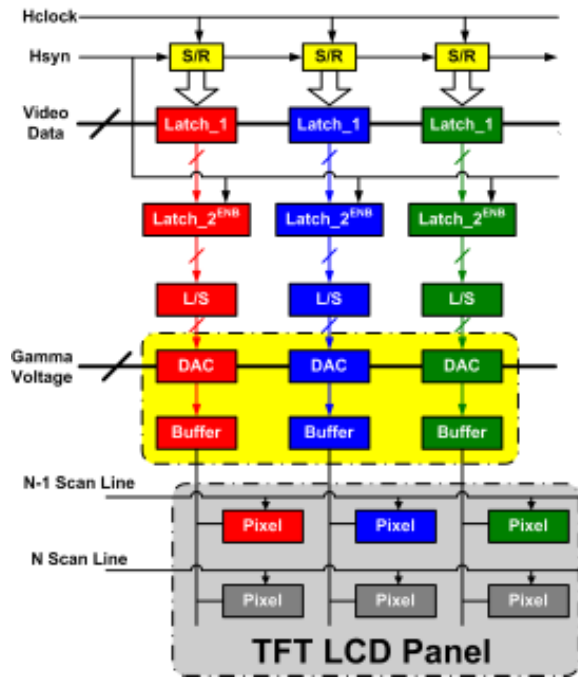 Hclock
Hsyn
S/R S/R S/R
Video
Data
Latch_1 Latch_1 Latch_1
Latch_2ENB Latch_2ENB Latch_2ENB
L/S L/S L/S
Gamma
Voltage
DAC DAC DAC
Buffer Buffer Buffer
N-1 Scan Line
Pixel Pixel Pixel
N Scan Line
Pixel Pixel Pixel
TFT LCD Panel